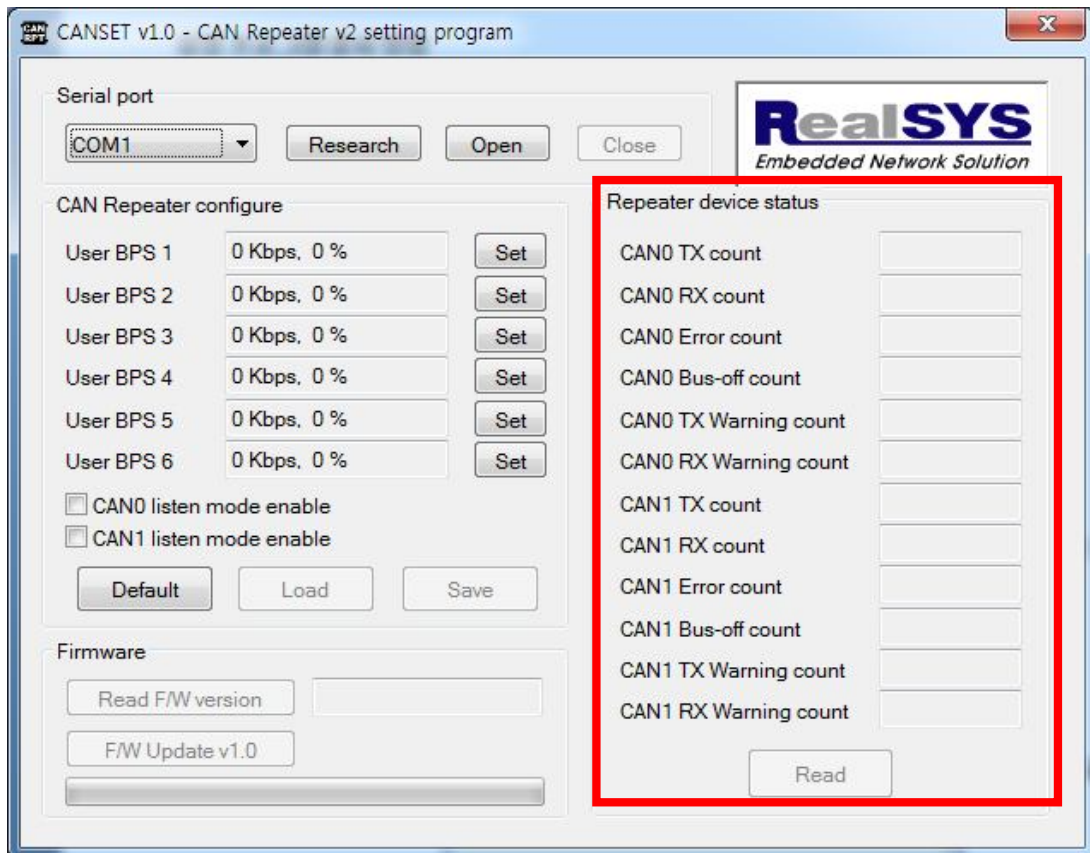 CANSET v1.0 - CAN Repeater v2 setting program
Serial port
COM1 Research Open Close
RealSYS
Embedded Network Solution
CAN Repeater configure
User BPS 1 0 Kbps, 0 % Set
User BPS 2 0 Kbps, 0 % Set
User BPS 3 0 Kbps, 0 % Set
User BPS 4 0 Kbps, 0 % Set
User BPS 5 0 Kbps, 0 % Set
User BPS 6 0 Kbps, 0 % Set
CAN0 listen mode enable
CAN1 listen mode enable
Default Load Save
Firmware
Read F/W version
F/W Update v1.0
Repeater device status
CAN0 TX count
CAN0 RX count
CAN0 Error count
CAN0 Bus-off count
CAN0 TX Warning count
CAN0 RX Warning count
CAN1 TX count
CAN1 RX count
CAN1 Error count
CAN1 Bus-off count
CAN1 TX Warning count
CAN1 RX Warning count
Read